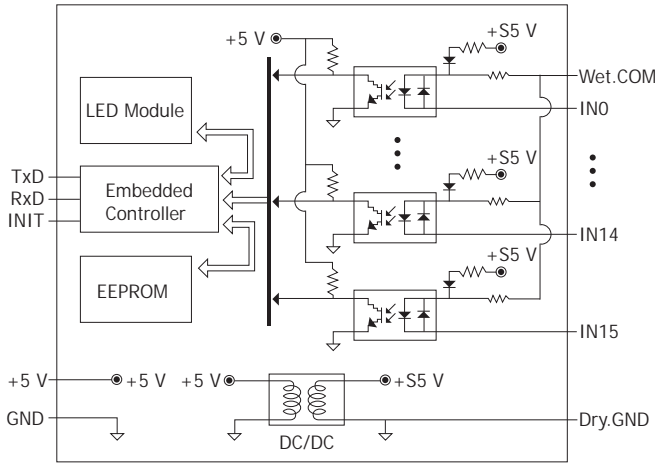 +5 V
+S5 V
Wet.COM
IN0
LED Module
TxD
RxD
INIT
Embedded
Controller
+S5 V
IN14
EEPROM
+S5 V
IN15
+5 V
+5 V
+5 V
+S5 V
GND
DC/DC
Dry.GND